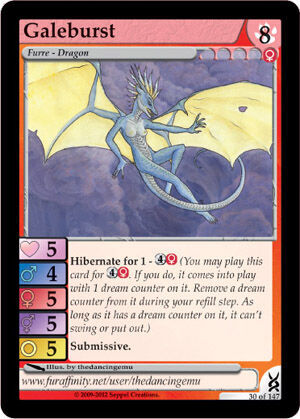 Galeburst
8
Furre - Dragon
5
4
5
5
5
Hibernate for 1 - 4♀ (You may play this
card for 4♀. If you do, it comes into play
with 1 dream counter on it. Remove a dream
counter from it during your refill step. As
long as it has a dream counter on it, it can't
swing or put out.)
Submissive.
Illus. by thedancingemu
www.furaffinity.net/user/thedancingemu
© 2009-2012 Seppel Creations.
30 of 147